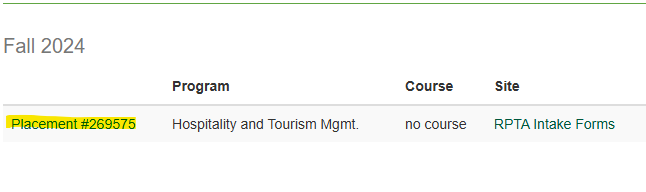 Fall 2024
Program Course Site
Placement #269575 Hospitality and Tourism Mgmt. no course RPTA Intake Forms